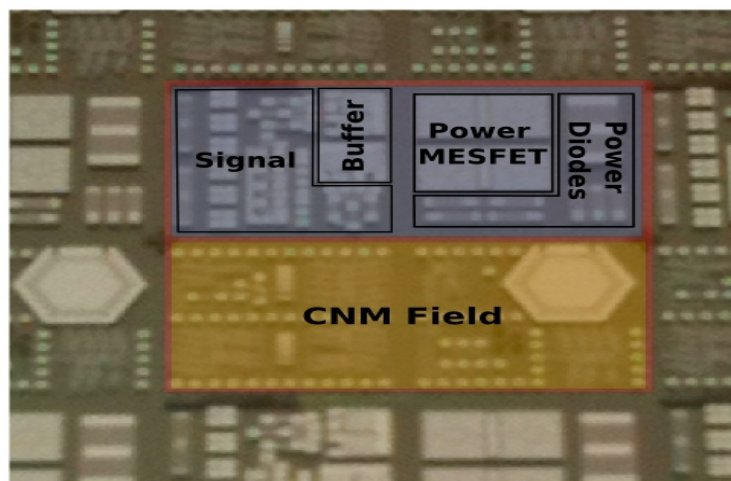 Signal
Buffer
Power
MESFET
Power
Diodes
CNM Field